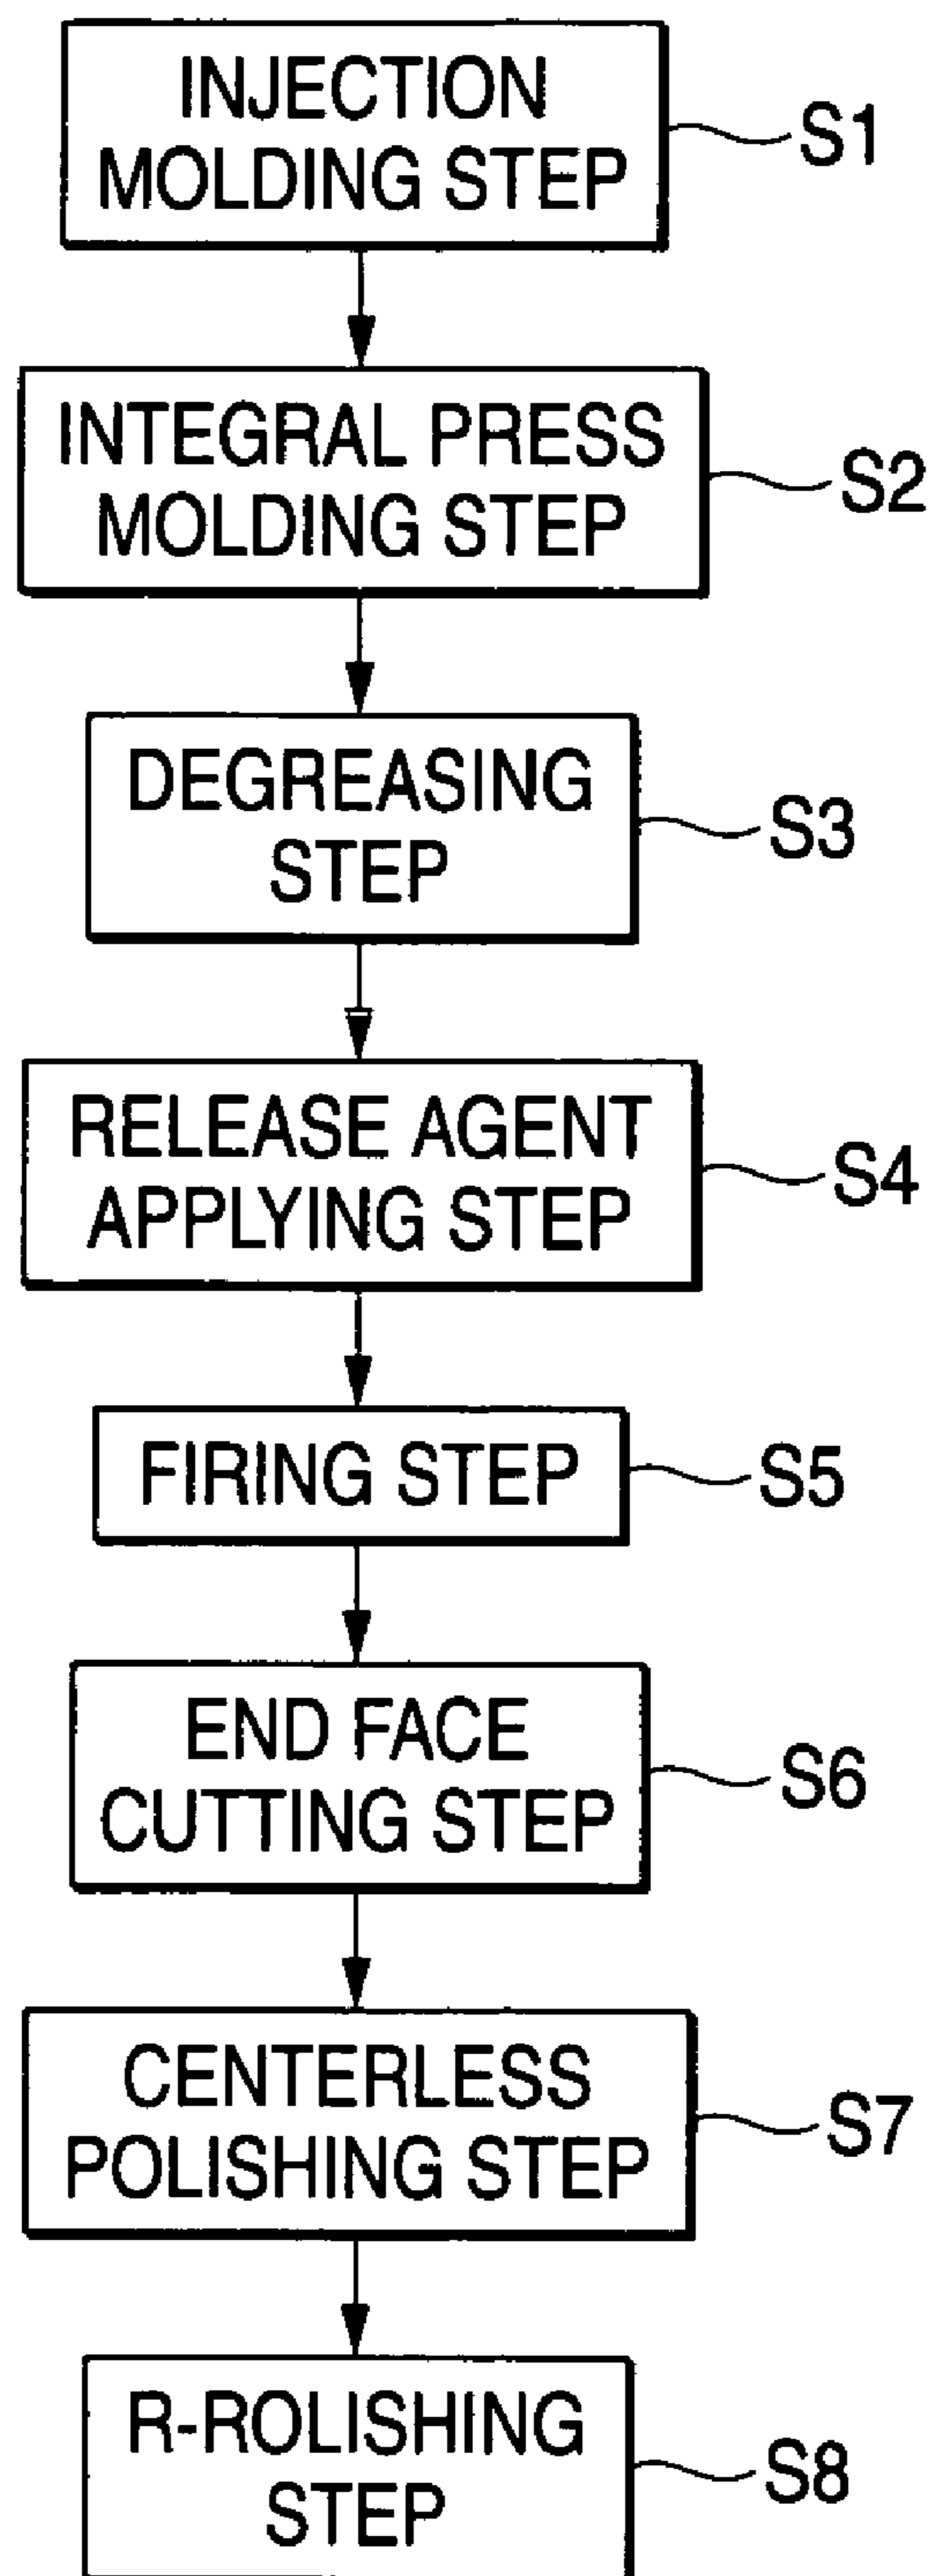 INJECTION
MOLDING STEP
S1
INTEGRAL PRESS
MOLDING STEP
S2
DEGREASING
STEP
S3
RELEASE AGENT
APPLYING STEP
S4
FIRING STEP
S5
END FACE
CUTTING STEP
S6
CENTERLESS
POLISHING STEP
S7
R-ROLISHING
STEP
S8